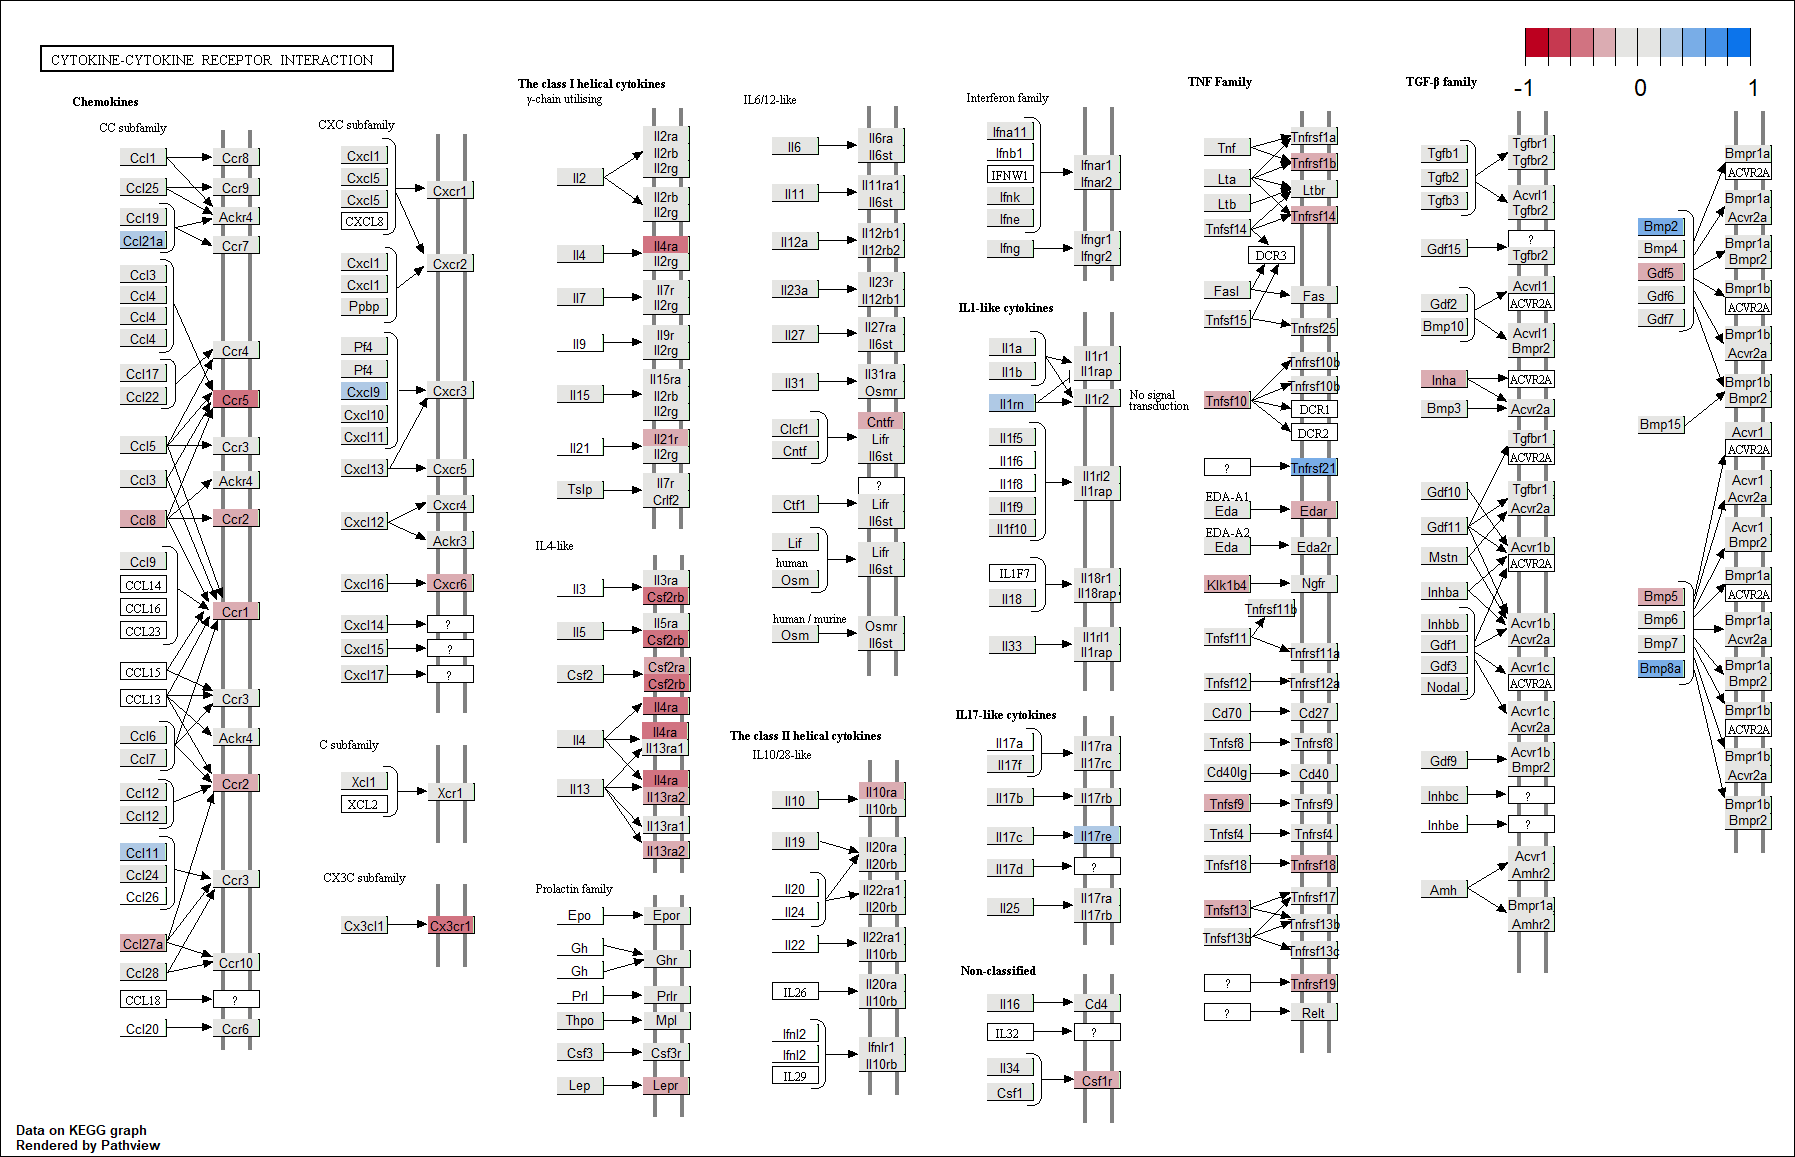 CYTOKINE-CYTOKINE RECEPTOR INTERACTION
-1
0
1
Chemokines
CC subfamily
Ccl1
Ccr8
Ccl25
Ccr9
Ccl19
Ackr4
Ccl21a
Ccr7
Ccl3
Ccl4
Ccl4
Ccl4
Ccr4
Ccl17
Ccl22
Ccr5
Ccl5
Ccr3
Ccl3
Ackr4
Ccl8
Ccr2
Ccl9
CCL14
CCL16
CCL23
Ccr1
CCL15
CCL13
Ccr3
Ccl6
Ackr4
Ccl7
Ccr2
Ccl12
Ccl12
Ccl11
Ccl24
Ccr3
Ccl26
Ccl27a
Ccr10
Ccl28
CCL18
?
Ccl20
Ccr6
CXC subfamily
Cxcl1
Cxcl5
Cxcl5
CXCL8
Cxcr1
Cxcl1
Cxcl1
Ppbp
Cxcr2
Pf4
Pf4
Cxcl9
Cxcr3
Cxcl10
Cxcl11
Cxcl13
Cxcr5
Cxcl12
Cxcr4
Ackr3
Cxcl16
Cxcr6
Cxcl14
?
Cxcl15
?
Cxcl17
?
C subfamily
Xcl1
XCL2
Xcr1
CX3C subfamily
Cx3cl1
Cx3cr1
The class I helical cytokines
γ-chain utilising
Il2
Il2ra
Il2rb
Il2rg
Il2rb
Il2rg
Il4
Il4ra
Il2rg
Il7
Il7r
Il2rg
Il9
Il9r
Il2rg
Il15
Il15ra
Il2rb
Il2rg
Il21
Il21r
Il2rg
Tslp
Il7r
Crlf2
IL4-like
Il3
Il3ra
Csf2rb
Il5
Il5ra
Csf2rb
Csf2
Csf2ra
Csf2rb
Il4ra
Il4
Il4ra
Il13ra1
Il13
Il4ra
Il13ra2
Il13ra1
Il13ra2
Prolactin family
Epo
Epor
Gh
Gh
Ghr
Prl
Prlr
Thpo
Mpl
Csf3
Csf3r
Lep
Lepr
IL6/12-like
Il6
Il6ra
Il6st
Il11
Il11ra1
Il6st
Il12a
Il12rb1
Il12rb2
Il23a
Il23r
Il12rb1
Il27
Il27ra
Il6st
Il31
Il31ra
Osmr
Clcf1
Cntf
Cntfr
Lifr
Il6st
Ctf1
?
Lifr
Il6st
Lif
human
Osm
Lifr
Il6st
human / murine
Osm
Osmr
Il6st
The class II helical cytokines
IL10/28-like
Il10
Il10ra
Il10rb
Il19
Il20ra
Il20rb
Il20
Il24
Il22ra1
Il20rb
Il22
Il22ra1
Il10rb
IL26
Il20ra
Il10rb
Ifnl2
Ifnl2
IL29
Ifnlr1
Il10rb
Interferon family
Ifna11
Ifnb1
IFNW1
Ifnk
Ifne
Ifnar1
Ifnar2
Ifng
Ifngr1
Ifngr2
IL1-like cytokines
Il1a
Il1b
Il1r1
Il1rap
Il1rn
Il1r2
No signal
transduction
Il1f5
Il1f6
Il1f8
Il1f9
Il1f10
Il1rl2
Il1rap
IL1F7
Il18
Il18r1
Il18rap
Il33
Il1rl1
Il1rap
IL17-like cytokines
Il17a
Il17f
Il17ra
Il17rc
Il17b
Il17rb
Il17c
Il17re
Il17d
?
Il25
Il17ra
Il17rb
Non-classified
Il16
Cd4
IL32
?
Il34
Csf1
Csf1r
TNF Family
Tnf
Tnfrsf1a
Tnfrsf1b
Lta
Ltbr
Ltb
Tnfrsf14
Tnfsf14
DCR3
Fasl
Fas
Tnfsf15
Tnfrsf25
Tnfrsf10b
Tnfrsf10b
Tnfsf10
DCR1
DCR2
?
Tnfrsf21
EDA-A1
Eda
Edar
EDA-A2
Eda
Eda2r
Klk1b4
Ngfr
Tnfrsf11b
Tnfsf11
Tnfrsf11a
Tnfsf12
Tnfrsf12a
Cd70
Cd27
Tnfsf8
Tnfrsf8
Cd40lg
Cd40
Tnfsf9
Tnfrsf9
Tnfsf4
Tnfrsf4
Tnfsf18
Tnfrsf18
Tnfsf13
Tnfrsf17
Tnfrsf13b
Tnfsf13b
Tnfrsf13c
?
Tnfrsf19
?
Relt
TGF-β family
Tgfb1
Tgfb2
Tgfb3
Tgfbr1
Tgfbr2
Acvrl1
Tgfbr2
Gdf15
?
Tgfbr2
Gdf2
Bmp10
Acvrl1
ACVR2A
Acvrl1
Bmpr2
Inha
ACVR2A
Bmp3
Acvr2a
Tgfbr1
ACVR2A
Gdf10
Tgfbr1
Acvr2a
Gdf11
Mstn
Acvr1b
ACVR2A
Inhba
Inhbb
Gdf1
Gdf3
Nodal
Acvr1b
Acvr2a
Acvr1c
ACVR2A
Acvr1c
Acvr2a
Gdf9
Acvr1b
Bmpr2
Inhbc
?
Inhbe
?
Amh
Acvr1
Amhr2
Bmpr1a
Amhr2
Bmp2
Bmp4
Gdf5
Gdf6
Gdf7
Bmpr1a
ACVR2A
Bmpr1a
Acvr2a
Bmpr1a
Bmpr2
Bmpr1b
ACVR2A
Bmpr1b
Acvr2a
Bmpr1b
Bmpr2
Bmp15
Acvr1
ACVR2A
Acvr1
Acvr2a
Acvr1
Bmpr2
Bmp5
Bmp6
Bmp7
Bmp8a
Bmpr1a
ACVR2A
Bmpr1a
Acvr2a
Bmpr1a
Bmpr2
Bmpr1b
ACVR2A
Bmpr1b
Acvr2a
Bmpr1b
Bmpr2
Data on KEGG graph
Rendered by Pathview